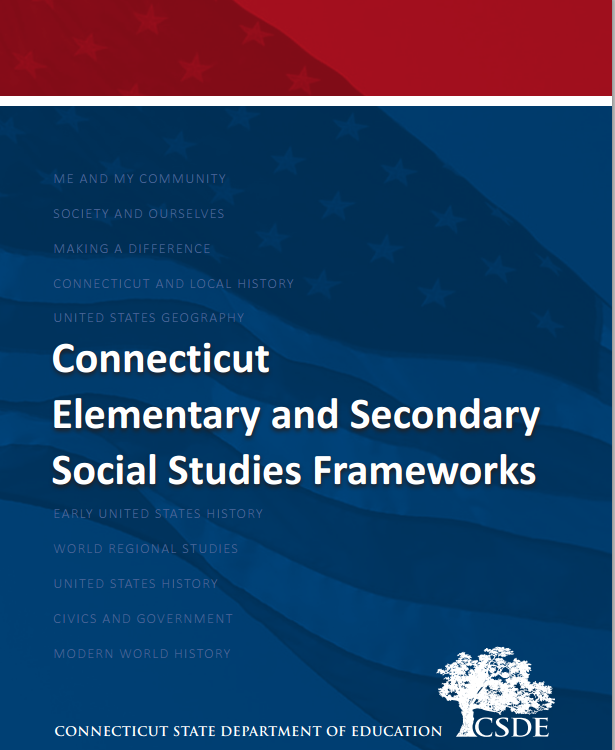 ME AND MY COMMUNITY
SOCIETY AND OURSELVES
MAKING A DIFFERENCE
CONNECTICUT AND LOCAL HISTORY
UNITED STATES GEOGRAPHY
Connecticut
Elementary and Secondary
Social Studies Frameworks
EARLY UNITED STATES HISTORY
WORLD REGIONAL STUDIES
UNITED STATES HISTORY
CIVICS AND GOVERNMENT
MODERN WORLD HISTORY
CONNECTICUT STATE DEPARTMENT OF EDUCATION
CSDE